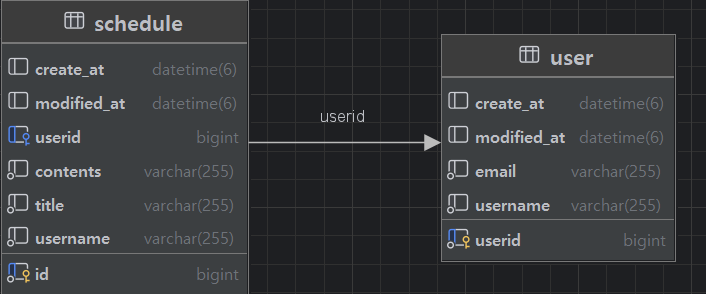 schedule
create_at datetime(6)
modified_at datetime(6)
userid bigint
contents varchar(255)
title varchar(255)
username varchar(255)
id bigint
userid
user
create_at datetime(6)
modified_at datetime(6)
email varchar(255)
username varchar(255)
userid bigint